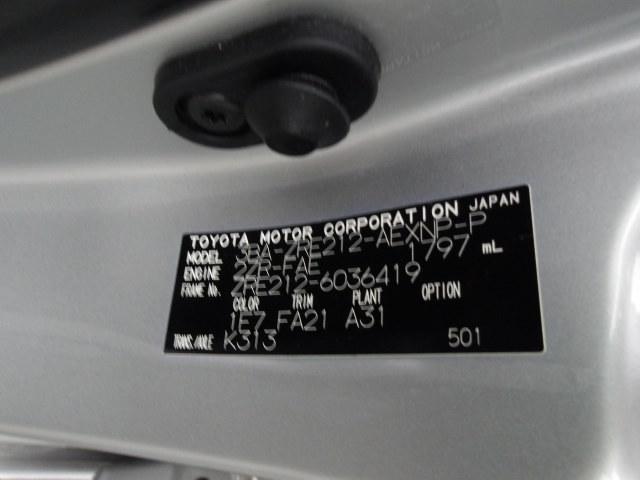 TOYOTA MOTOR CORPORATION JAPAN
MODEL 3BA-ZRE212-AEXNP-P
ENGINE 2ZR-FAE 1797 mL
FRAME No. ZRE212-6036419
COLOR TRIM PLANT OPTION
1E7 FA21 A31
TRANS./AXLE K313 501